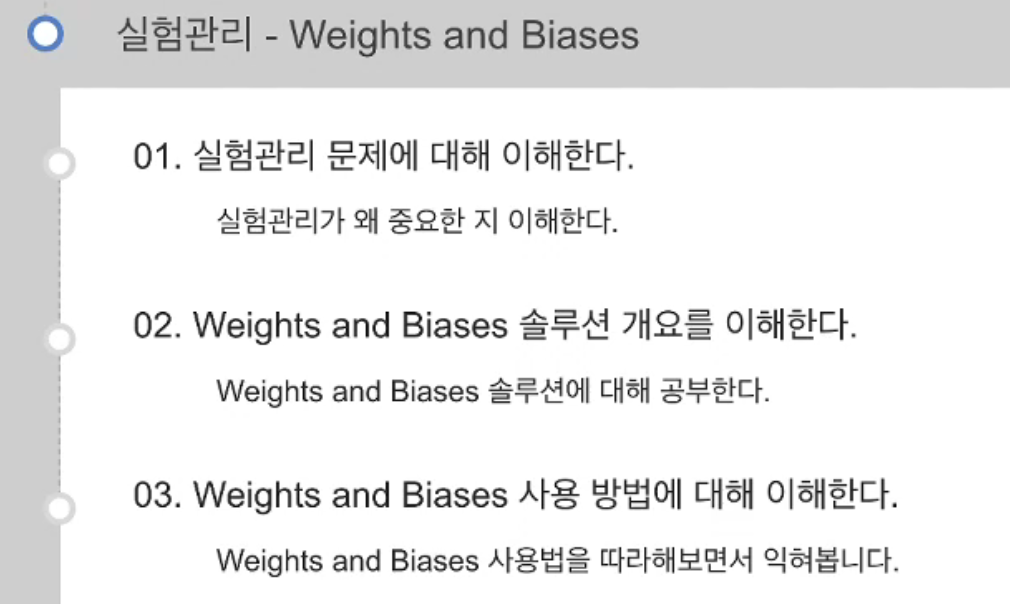 실험관리 - Weights and Biases
01. 실험관리 문제에 대해 이해한다.
실험관리가 왜 중요한 지 이해한다.
02. Weights and Biases 솔루션 개요를 이해한다.
Weights and Biases 솔루션에 대해 공부한다.
03. Weights and Biases 사용 방법에 대해 이해한다.
Weights and Biases 사용법을 따라해보면서 익혀봅니다.